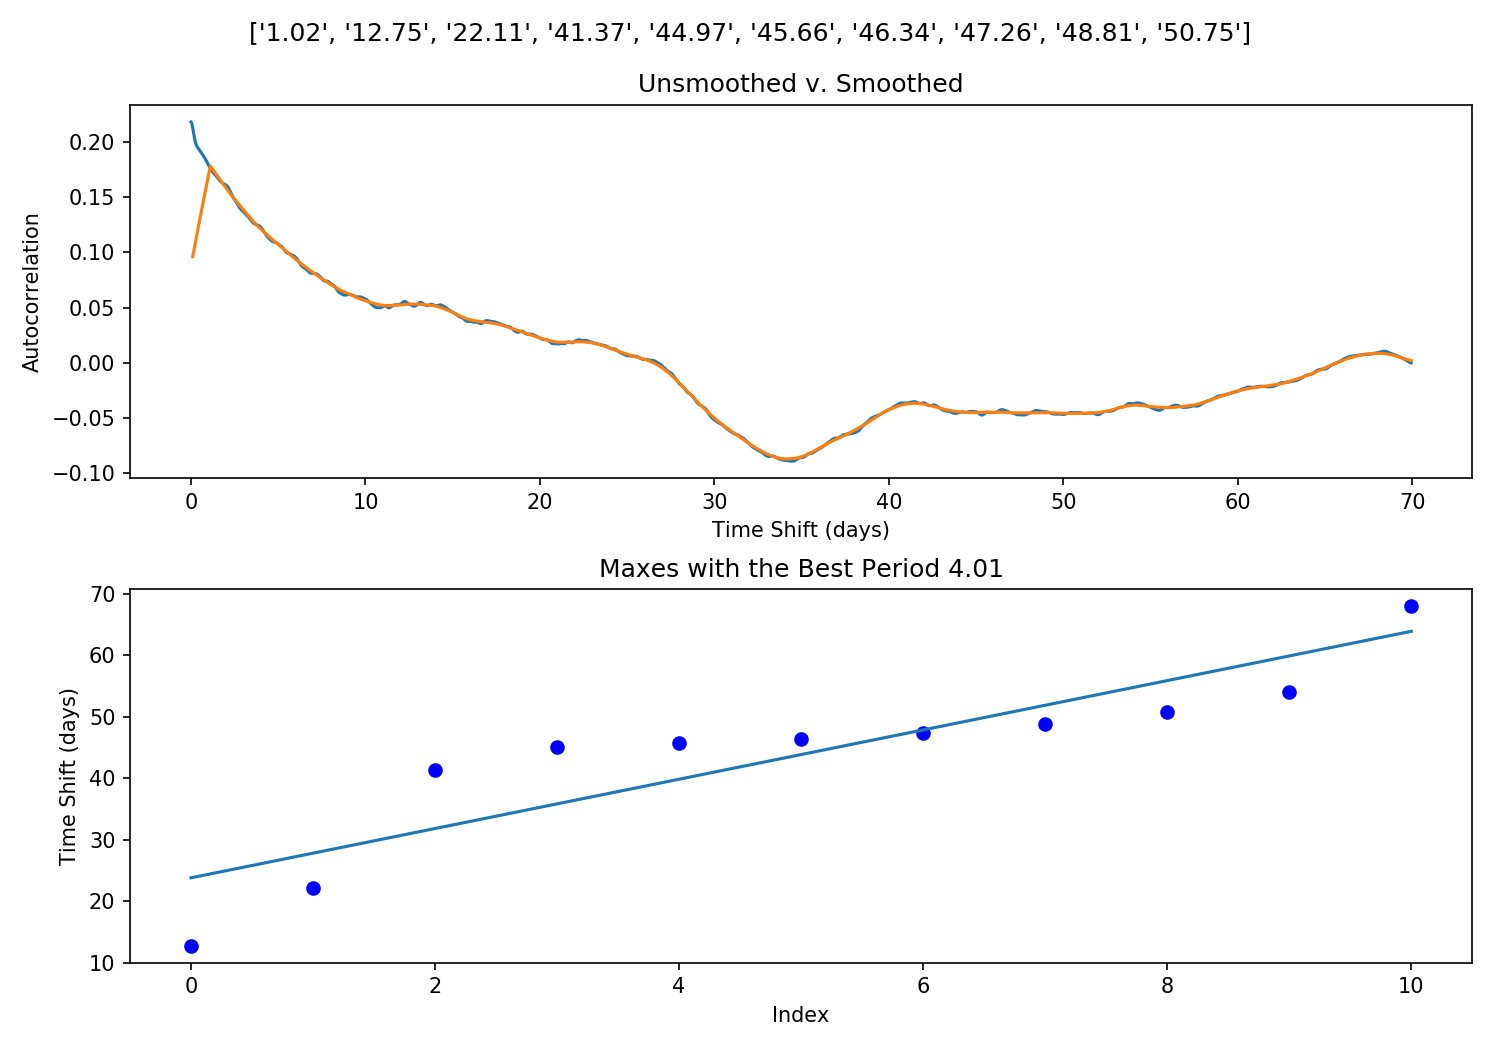 ['1.02', '12.75', '22.11', '41.37', '44.97', '45.66', '46.34', '47.26', '48.81', '50.75']
Unsmoothed v. Smoothed
Autocorrelation
0.20
0.15
0.10
0.05
0.00
−0.05
−0.10
0 10 20 30 40 50 60 70
Time Shift (days)
Maxes with the Best Period 4.01
Time Shift (days)
70
60
50
40
30
20
10
0 2 4 6 8 10
Index